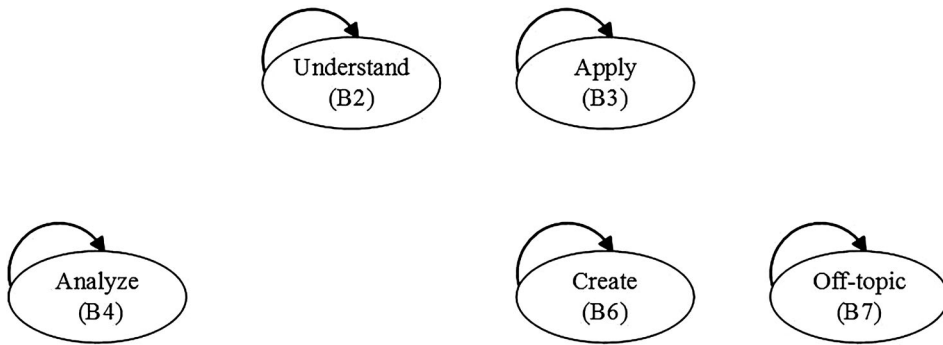 Understand
(B2)
Apply
(B3)
Analyze
(B4)
Create
(B6)
Off-topic
(B7)